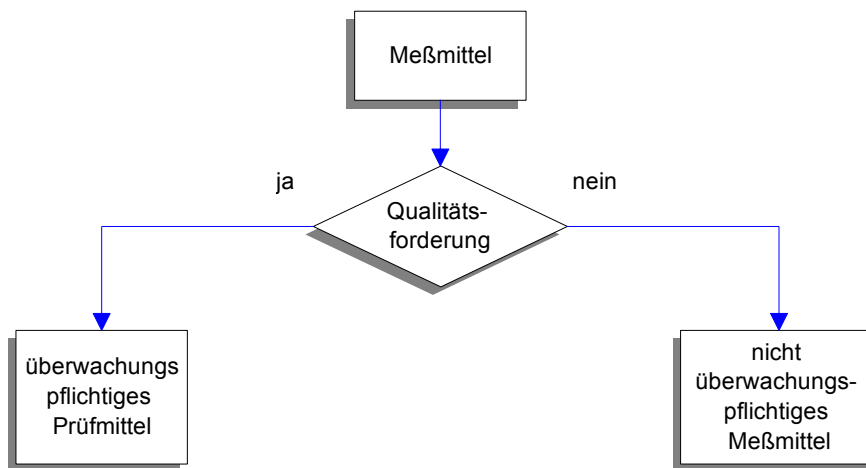 Meßmittel
ja
nein
Qualitäts-
forderung
überwachungs
pflichtiges
Prüfmittel
nicht
überwachungs-
pflichtiges
Meßmittel